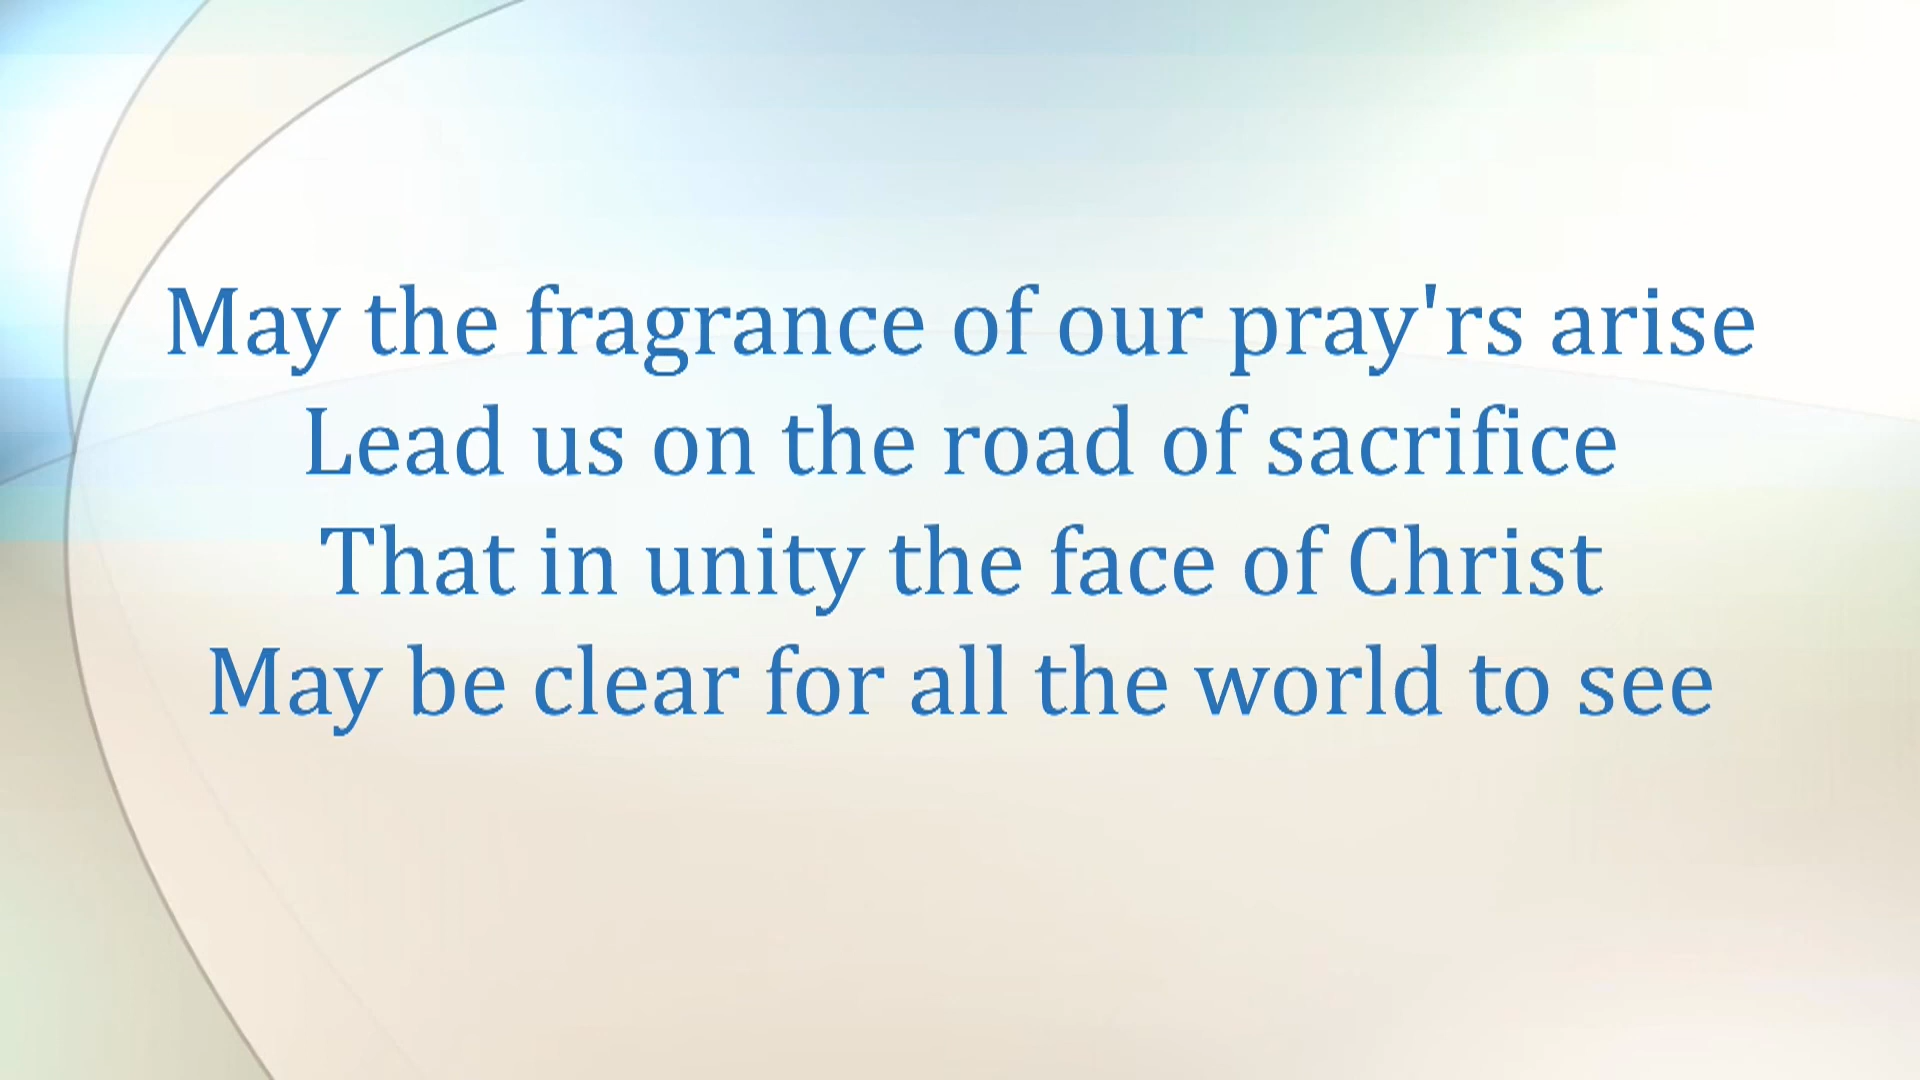 May the fragrance of our pray'rs arise
Lead us on the road of sacrifice
That in unity the face of Christ
May be clear for all the world to see